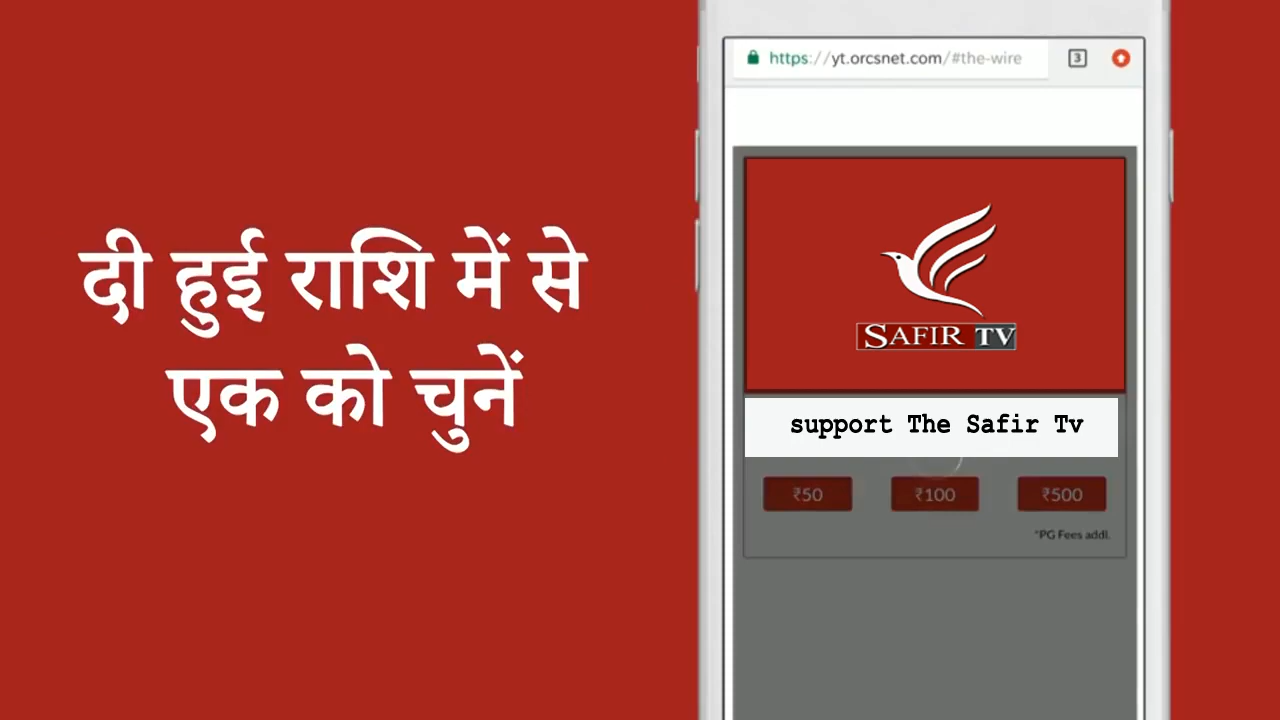 दी हुई राशि में से
एक को चुनें
https://yt.orcsnet.com/#the-wire
3
SAFIR TV
support The Safir Tv
₹50 ₹100 ₹500
*PG Fees addl.